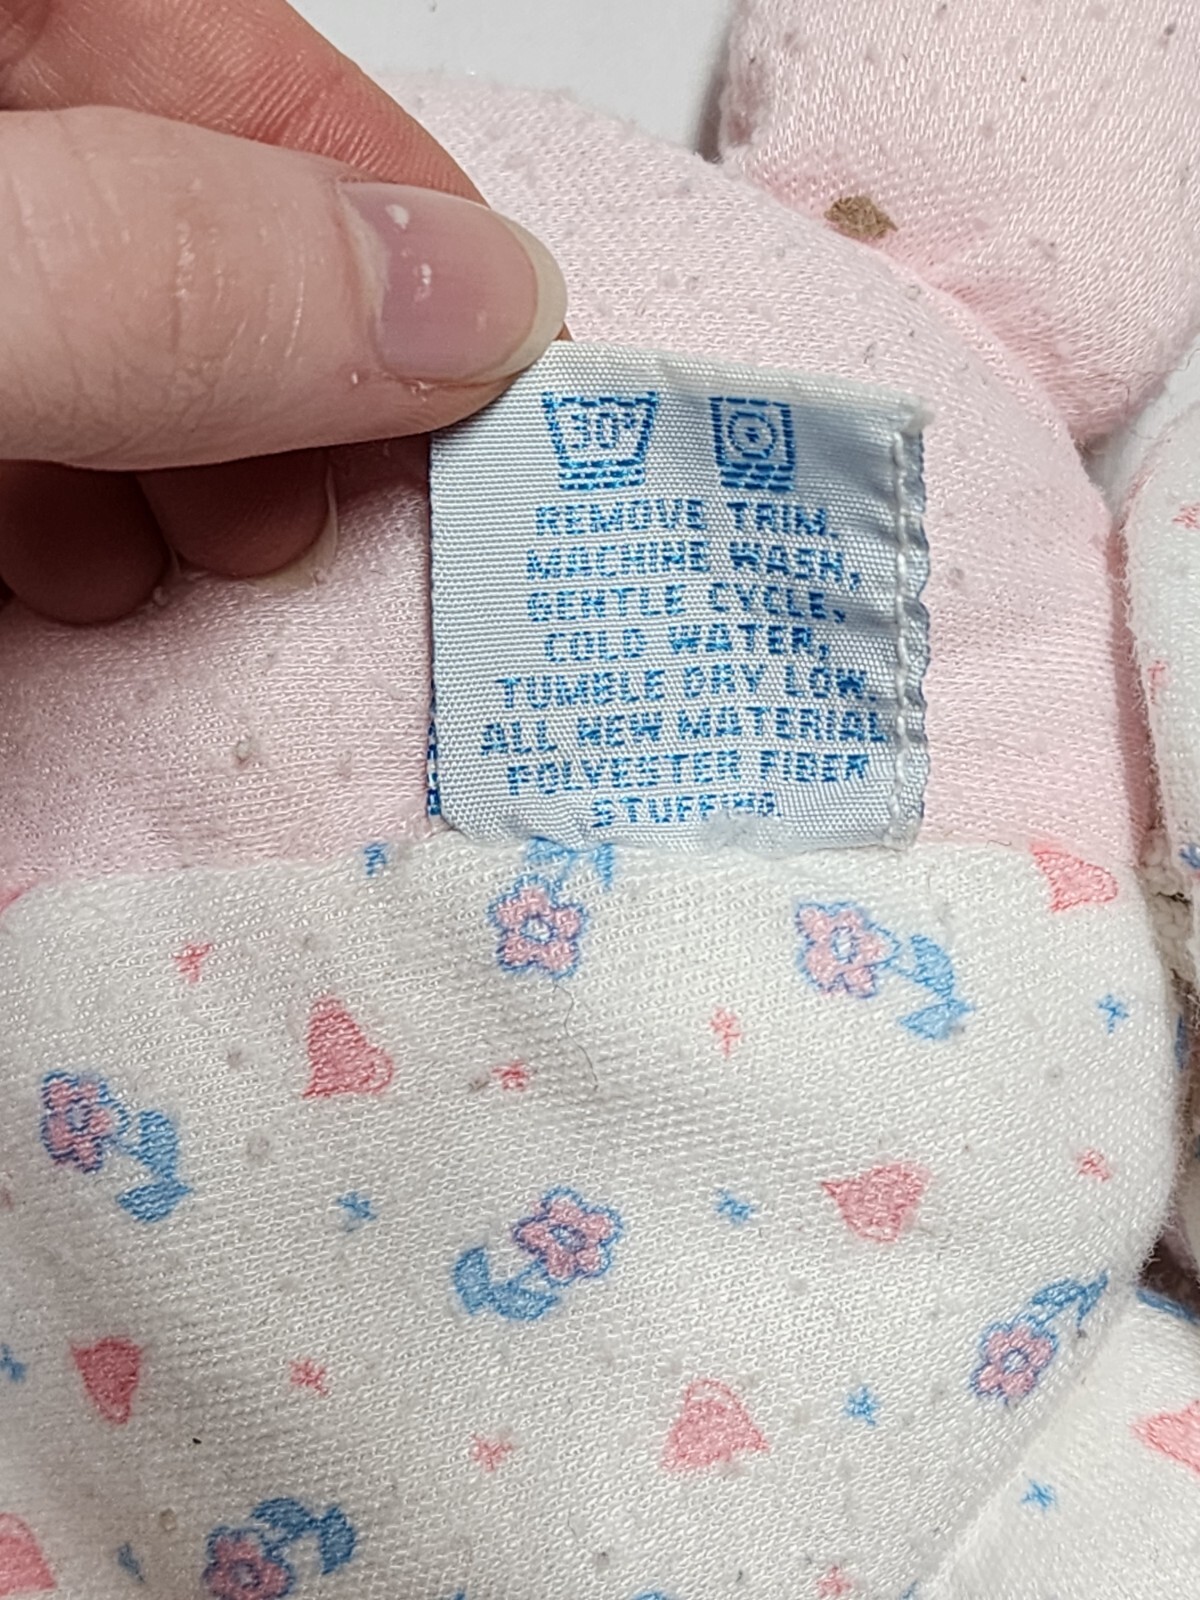 30°
REMOVE TRIM.
MACHINE WASH,
GENTLE CYCLE,
COLD WATER,
TUMBLE DRY LOW.
ALL NEW MATERIAL
POLYESTER FIBER
STUFFING.